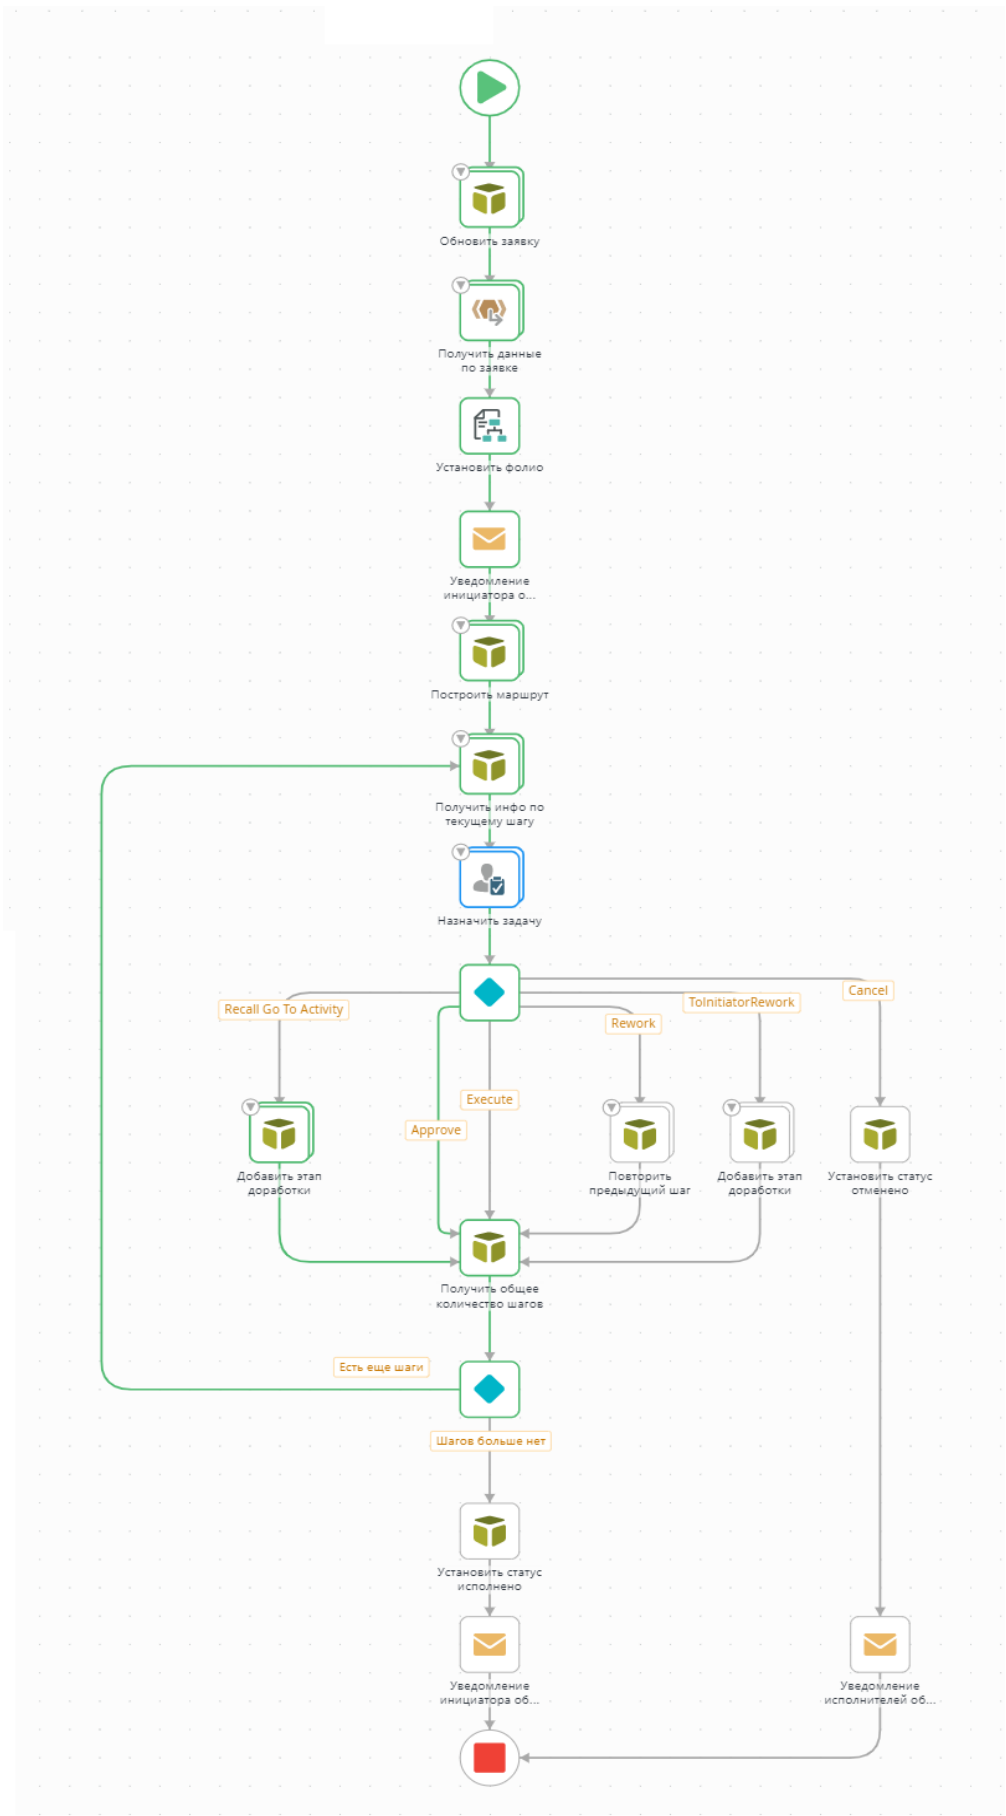 Обновить заявку
Получить данные
по заявке
Установить фолио
Уведомление
инициатора о...
Построить маршрут
Получить инфо по
текущему шагу
Назначить задачу
Cancel
ToInitiatorRework
Recall Go To Activity
Rework
Execute
Approve
Добавить этап
доработки
Повторить
предыдущий шаг
Добавить этап
доработки
Установить статус
отменено
Получить общее
количество шагов
Есть еще шаги
Шагов больше нет
Установить статус
исполнено
Уведомление
инициатора об...
Уведомление
исполнителей об...